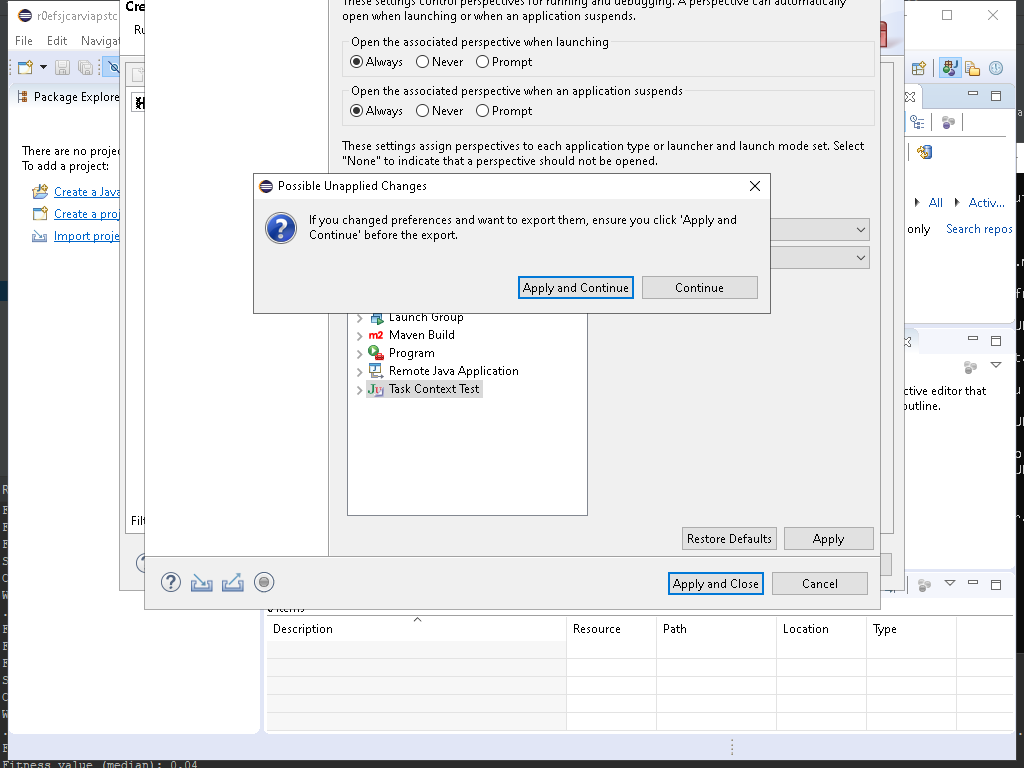 Cre
These settings control perspectives for running and debugging. A perspective can automatically
open when launching or when an application suspends.
r0efsjcarviapstc
File Edit Navigat
Ru
Open the associated perspective when launching
Always Never Prompt
Package Explore
Open the associated perspective when an application suspends
Always Never Prompt
There are no projec
To add a project:
Create a Java
Create a proj
Import proje
These settings assign perspectives to each application type or launcher and launch mode set. Select
"None" to indicate that a perspective should not be opened.
Possible Unapplied Changes
If you changed preferences and want to export them, ensure you click 'Apply and
Continue' before the export.
Apply and Continue Continue
All Activ...
only Search repos
Launch Group
m2 Maven Build
Program
Remote Java Application
Ju Task Context Test
ctive editor that
outline.
Filt
Restore Defaults Apply
Apply and Close Cancel
Description Resource Path Location Type
Fitness value (median): 0.04